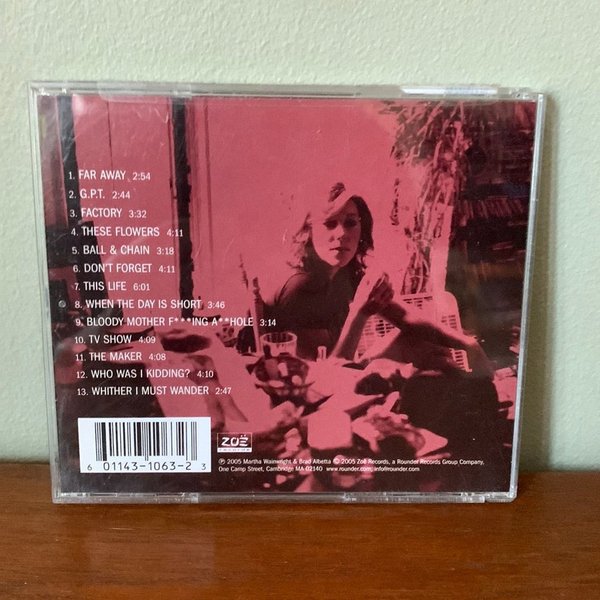 1. FAR AWAY 2:54
2. G.P.T. 2:44
3. FACTORY 3:32
4. THESE FLOWERS 4:11
5. BALL & CHAIN 3:18
6. DON'T FORGET 4:11
7. THIS LIFE 6:01
8. WHEN THE DAY IS SHORT 3:46
9. BLOODY MOTHER F***ING A**HOLE 3:14
10. TV SHOW 4:09
11. THE MAKER 4:08
12. WHO WAS I KIDDING? 4:10
13. WHITHER I MUST WANDER 2:47
6 01143-1063-2 3
ZOË
RECORDS
℗ 2005 Martha Wainwright & Brad Albetta © 2005 Zoë Records, a Rounder Records Group Company,
One Camp Street, Cambridge MA 02140 www.rounder.com/info@rounder.com